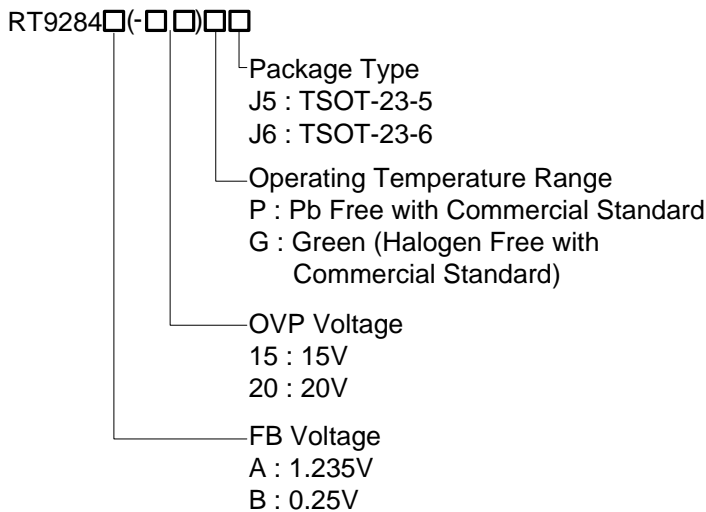 RT9284□(-□□)□□
Package Type
J5 : TSOT-23-5
J6 : TSOT-23-6
Operating Temperature Range
P : Pb Free with Commercial Standard
G : Green (Halogen Free with
Commercial Standard)
OVP Voltage
15 : 15V
20 : 20V
FB Voltage
A : 1.235V
B : 0.25V